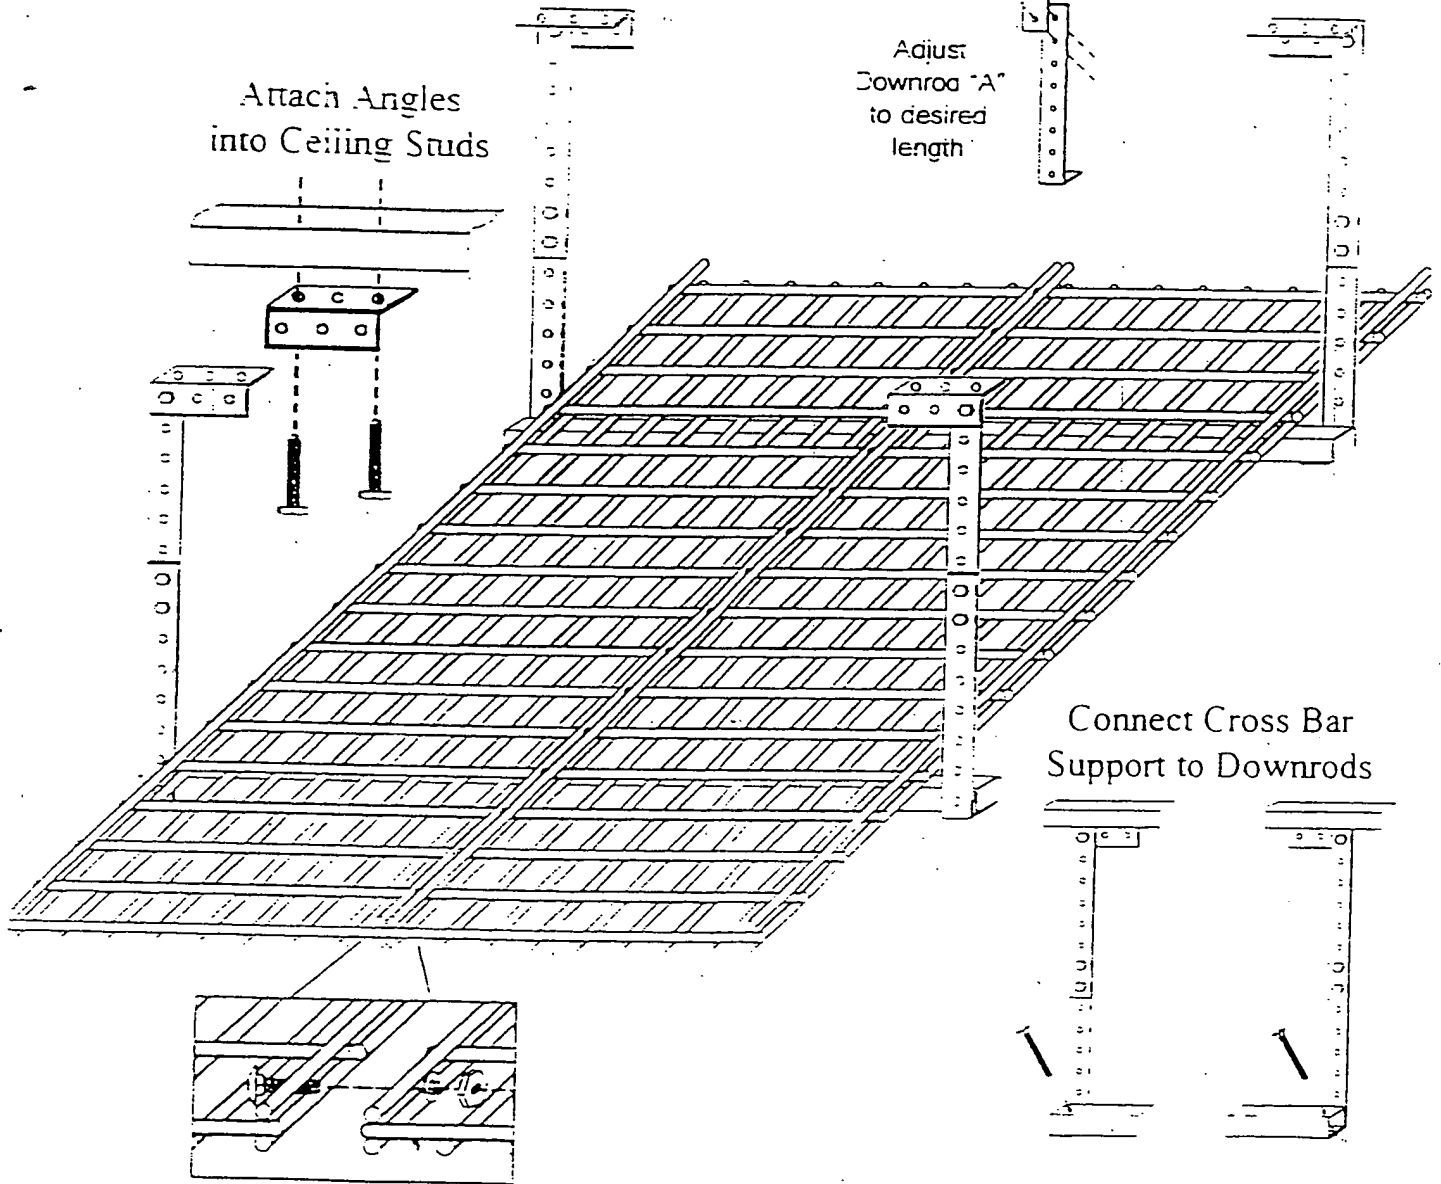 Attach Angles
into Ceiling Studs
Adjust
Downrod "A"
to desired
length
Connect Cross Bar
Support to Downrods